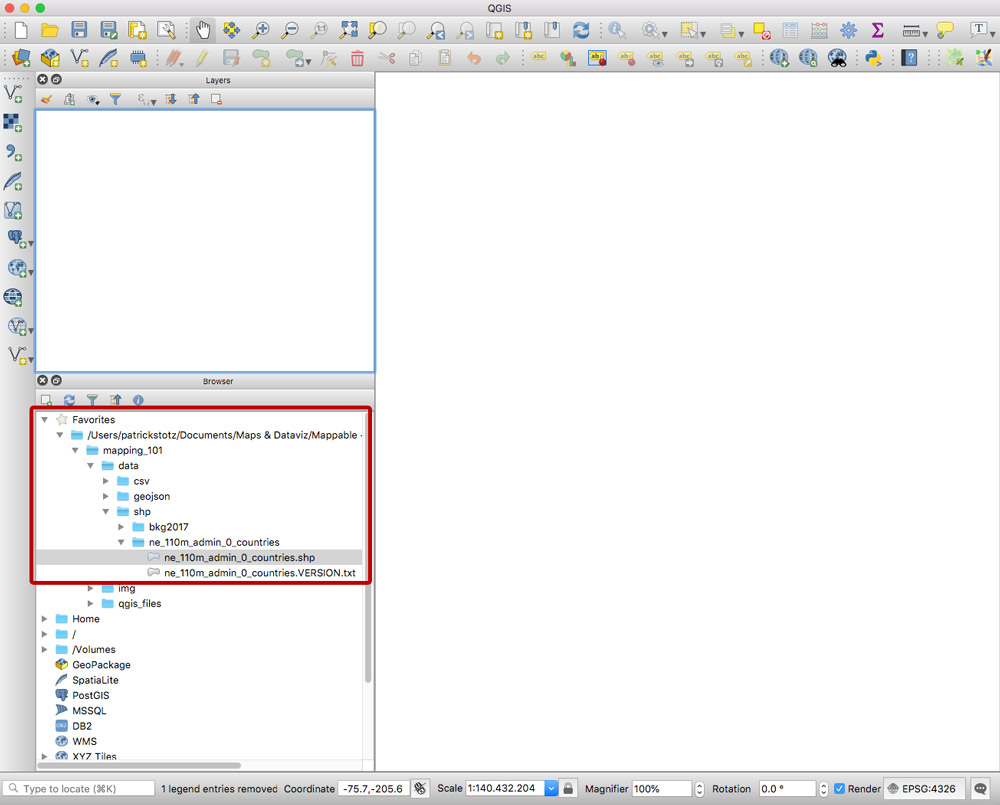 QGIS
Layers
Browser
Favorites
/Users/patrickstotz/Documents/Maps & Dataviz/Mappable -
mapping_101
data
csv
geojson
shp
bkg2017
ne_110m_admin_0_countries
ne_110m_admin_0_countries.shp
ne_110m_admin_0_countries.VERSION.txt
img
qgis_files
Home
/
/Volumes
GeoPackage
SpatiaLite
PostGIS
MSSQL
DB2
WMS
XYZ Tiles
Type to locate (⌘K) 1 legend entries removed Coordinate -75.7,-205.6 Scale 1:140.432.204 Magnifier 100% Rotation 0.0 ° Render EPSG:4326